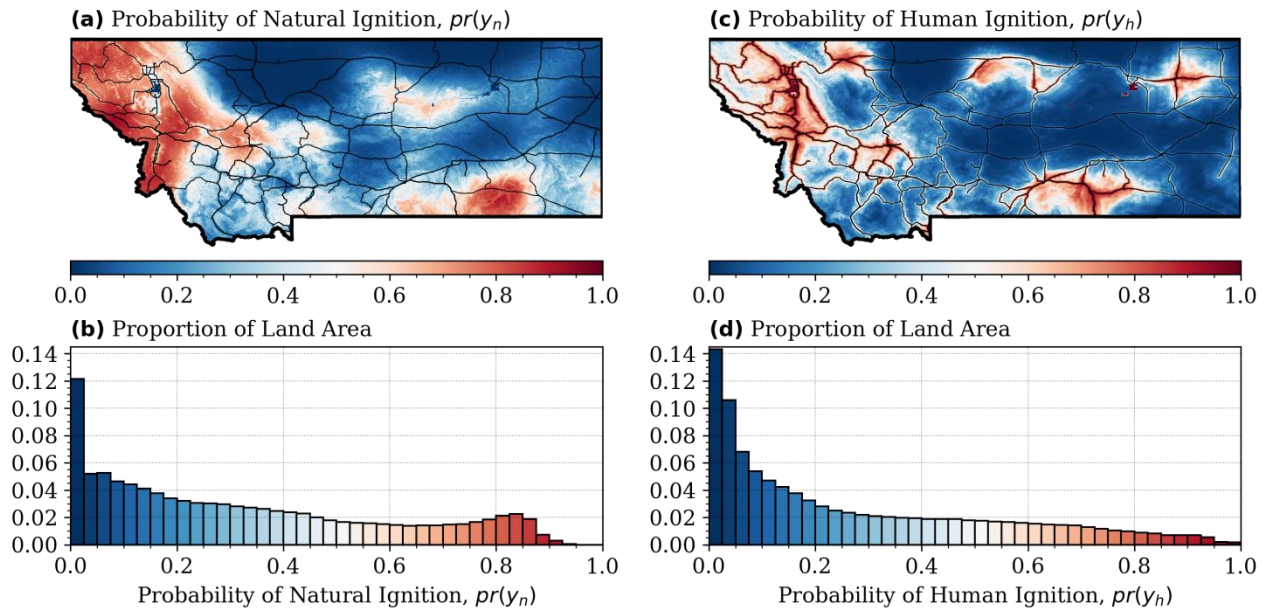 (a) Probability of Natural Ignition, pr(yₙ)
0.0 0.2 0.4 0.6 0.8 1.0
(b) Proportion of Land Area
0.14
0.12
0.10
0.08
0.06
0.04
0.02
0.00
0.0 0.2 0.4 0.6 0.8 1.0
Probability of Natural Ignition, pr(yₙ)
(c) Probability of Human Ignition, pr(yₕ)
0.0 0.2 0.4 0.6 0.8 1.0
(d) Proportion of Land Area
0.14
0.12
0.10
0.08
0.06
0.04
0.02
0.00
0.0 0.2 0.4 0.6 0.8 1.0
Probability of Human Ignition, pr(yₕ)